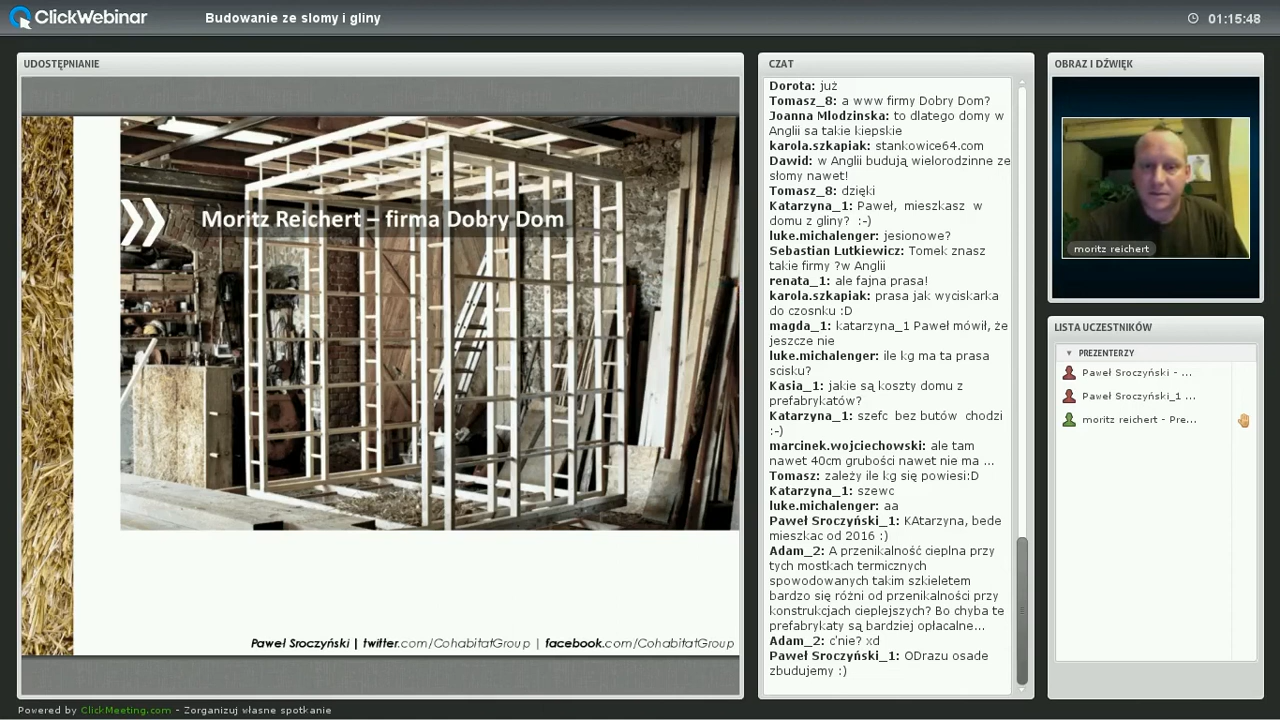 ClickWebinar
Budowanie ze slomy i gliny
01:15:48
UDOSTĘPNIANIE
Moritz Reichert – firma Dobry Dom
Paweł Sroczyński | twitter.com/CohabitatGroup | facebook.com/CohabitatGroup
CZAT
Dorota: już
Tomasz_8: a www firmy Dobry Dom?
Joanna Mlodzinska: to dlatego domy w
Anglii sa takie kiepskie
karola.szkapiak: stankowice64.com
Dawid: w Anglii budują wielorodzinne ze
słomy nawet!
Tomasz_8: dzięki
Katarzyna_1: Paweł, mieszkasz w
domu z gliny? :-)
luke.michalenger: jesionowe?
Sebastian Lutkiewicz: Tomek znasz
takie firmy ?w Anglii
renata_1: ale fajna prasa!
karola.szkapiak: prasa jak wyciskarka
do czosnku :D
magda_1: katarzyna_1 Paweł mówił, że
jeszcze nie
luke.michalenger: ile kg ma ta prasa
scisku?
Kasia_1: jakie są koszty domu z
prefabrykatów?
Katarzyna_1: szefc bez butów chodzi
:-)
marcinek.wojciechowski: ale tam
nawet 40cm grubości nawet nie ma ...
Tomasz: zależy ile kg się powiesi:D
Katarzyna_1: szewc
luke.michalenger: aa
Paweł Sroczyński_1: KAtarzyna, bede
mieszkac od 2016 :)
Adam_2: A przenikalność cieplna przy
tych mostkach termicznych
spowodowanych takim szkieletem
bardzo się różni od przenikalności przy
konstrukcjach cieplejszych? Bo chyba te
prefabrykaty są bardziej opłacalne...
Adam_2: c'nie? xd
Paweł Sroczyński_1: ODrazu osade
zbudujemy :)
OBRAZ I DŹWIĘK
moritz reichert
LISTA UCZESTNIKÓW
PREZENTERZY
Paweł Sroczyński - ...
Paweł Sroczyński_1 ...
moritz reichert - Pre...
Powered by ClickMeeting.com - Zorganizuj własne spotkanie